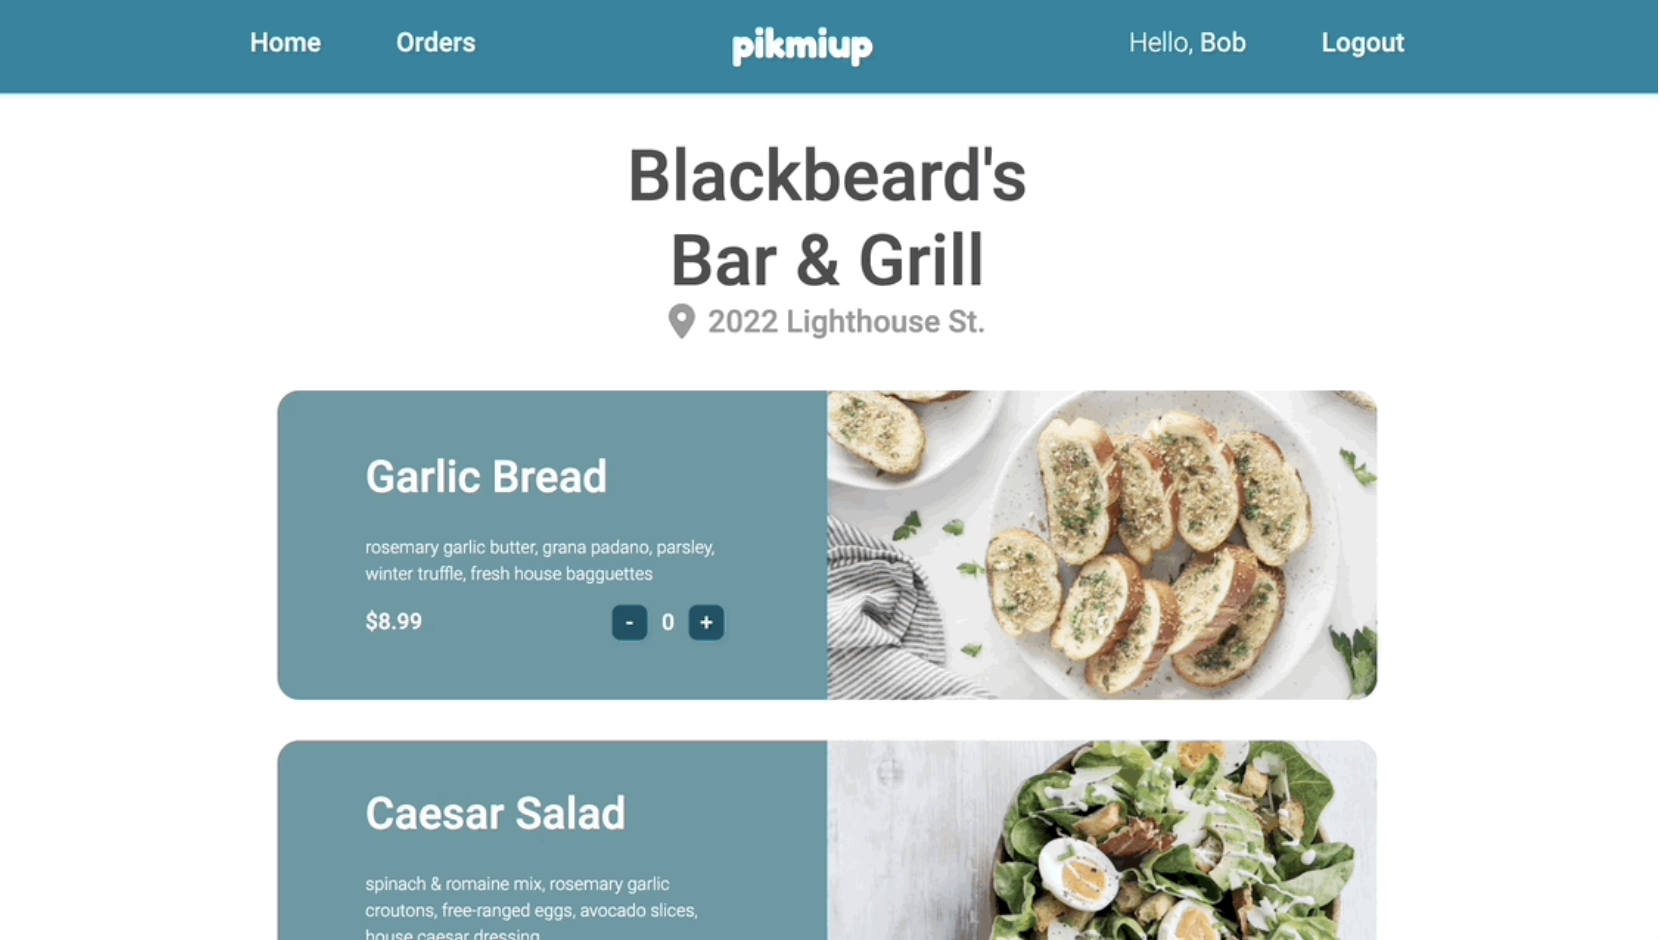 Home Orders pikmiup Hello, Bob Logout
Blackbeard's
Bar & Grill
2022 Lighthouse St.
Garlic Bread
rosemary garlic butter, grana padano, parsley,
winter truffle, fresh house bagguettes
$8.99 - 0 +
Caesar Salad
spinach & romaine mix, rosemary garlic
croutons, free-ranged eggs, avocado slices,
house caesar dressing